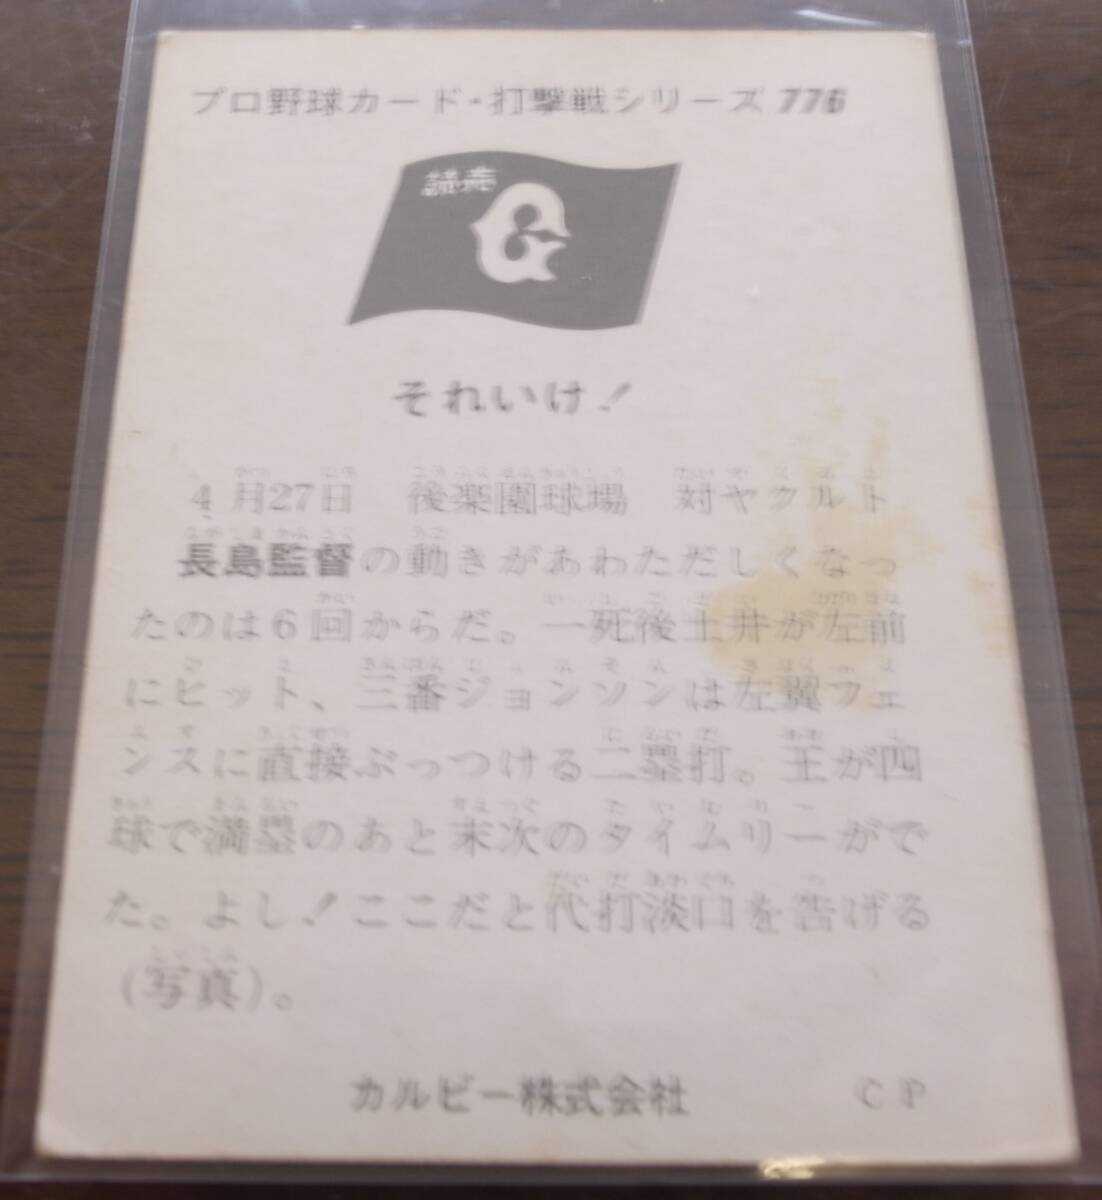 プロ野球カード・打撃戦シリーズ 776
読売
G
それいけ!
4月27日 後楽園球場 対ヤクルト
長島監督の動きがあわただしくなっ
たのは6回からだ。一死後土井が左前
にヒット、三番ジョンソンは左翼フェ
ンスに直接ぶっつける二塁打。王が四
球で満塁のあと末次のタイムリーがで
た。よし!ここだと代打淡口を告げる
(写真)。
カルビー株式会社 CP